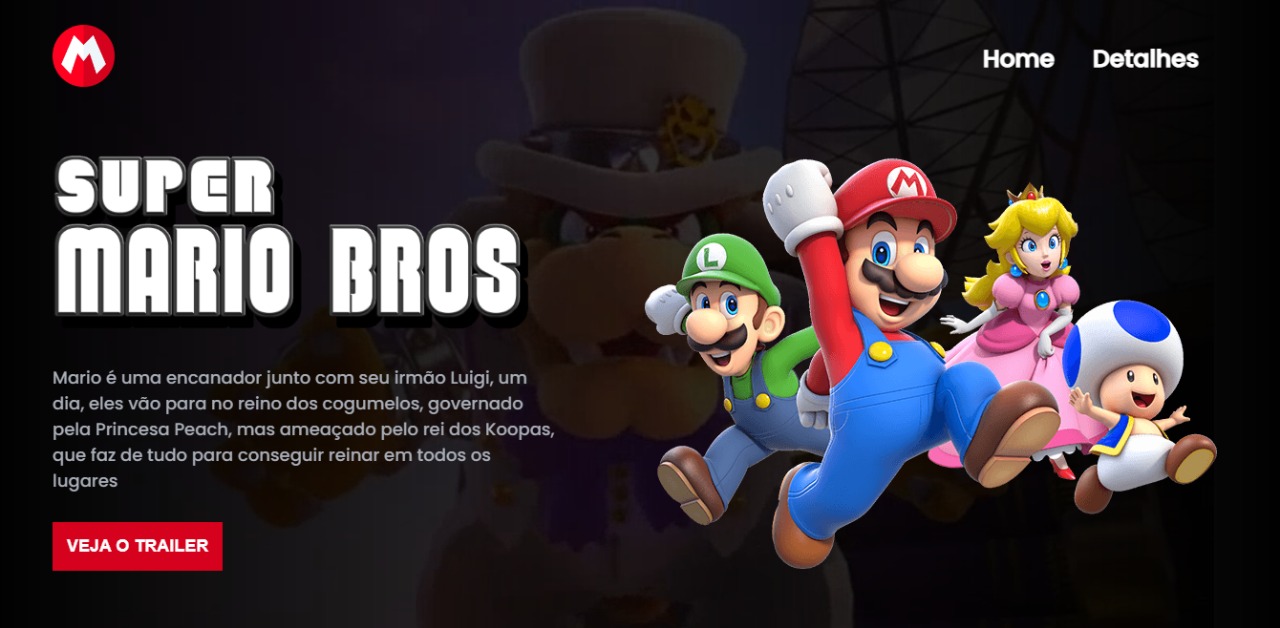 M
Home Detalhes
SUPER
MARIO BROS
Mario é uma encanador junto com seu irmão Luigi, um
dia, eles vão para no reino dos cogumelos, governado
pela Princesa Peach, mas ameaçado pelo rei dos Koopas,
que faz de tudo para conseguir reinar em todos os
lugares
VEJA O TRAILER
M
L